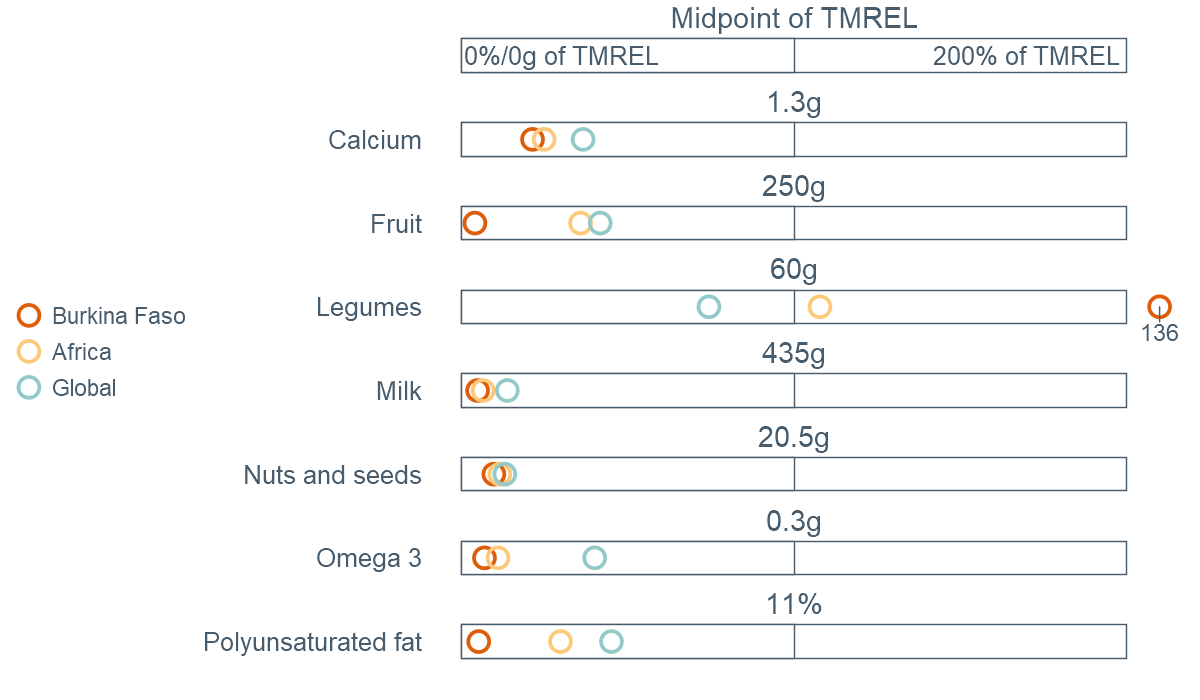 Midpoint of TMREL
0%/0g of TMREL 200% of TMREL
1.3g
Calcium
250g
Fruit
60g
Legumes
136
435g
Milk
20.5g
Nuts and seeds
0.3g
Omega 3
11%
Polyunsaturated fat
Burkina Faso
Africa
Global